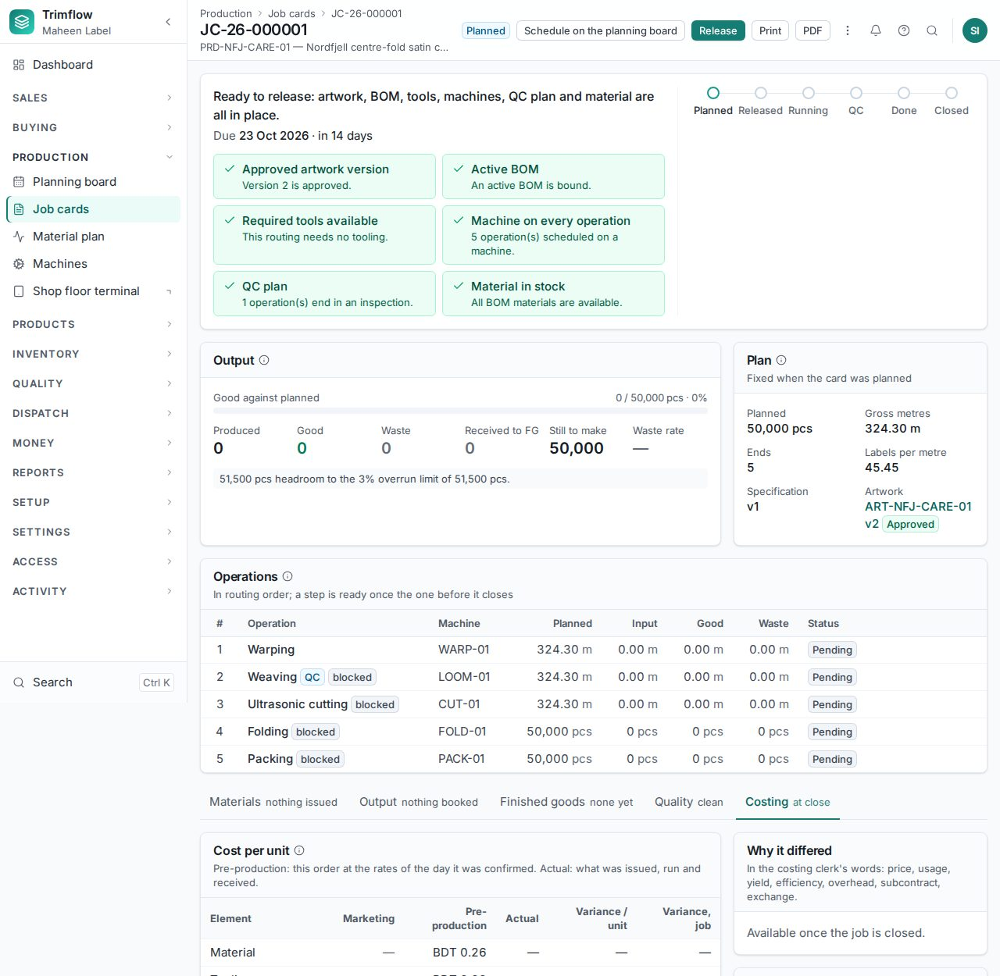 Trimflow
Maheen Label
Dashboard
SALES
BUYING
PRODUCTION
Planning board
Job cards
Material plan
Machines
Shop floor terminal
PRODUCTS
INVENTORY
QUALITY
DISPATCH
MONEY
REPORTS
SETUP
SETTINGS
ACCESS
ACTIVITY
Search Ctrl K
Production > Job cards > JC-26-000001
JC-26-000001
PRD-NFJ-CARE-01 — Nordfjell centre-fold satin c...
Planned Schedule on the planning board Release Print PDF SI
Ready to release: artwork, BOM, tools, machines, QC plan and material are
all in place.
Due 23 Oct 2026 · in 14 days
Approved artwork version
Version 2 is approved.
Active BOM
An active BOM is bound.
Required tools available
This routing needs no tooling.
Machine on every operation
5 operation(s) scheduled on a
machine.
QC plan
1 operation(s) end in an inspection.
Material in stock
All BOM materials are available.
Planned Released Running QC Done Closed
Output
Good against planned 0 / 50,000 pcs · 0%
Produced Good Waste Received to FG Still to make Waste rate
0 0 0 0 50,000 —
51,500 pcs headroom to the 3% overrun limit of 51,500 pcs.
Plan
Fixed when the card was planned
Planned Gross metres
50,000 pcs 324.30 m
Ends Labels per metre
5 45.45
Specification Artwork
v1 ART-NFJ-CARE-01
v2 Approved
Operations
In routing order; a step is ready once the one before it closes
# Operation Machine Planned Input Good Waste Status
1 Warping WARP-01 324.30 m 0.00 m 0.00 m 0.00 m Pending
2 Weaving QC blocked LOOM-01 324.30 m 0.00 m 0.00 m 0.00 m Pending
3 Ultrasonic cutting blocked CUT-01 324.30 m 0.00 m 0.00 m 0.00 m Pending
4 Folding blocked FOLD-01 50,000 pcs 0 pcs 0 pcs 0 pcs Pending
5 Packing blocked PACK-01 50,000 pcs 0 pcs 0 pcs 0 pcs Pending
Materials nothing issued Output nothing booked Finished goods none yet Quality clean Costing at close
Cost per unit
Pre-production: this order at the rates of the day it was confirmed. Actual: what was issued, run and
received.
Element Marketing Pre-production Actual Variance / unit Variance, job
Material — BDT 0.26 — — —
Why it differed
In the costing clerk's words: price, usage,
yield, efficiency, overhead, subcontract,
exchange.
Available once the job is closed.